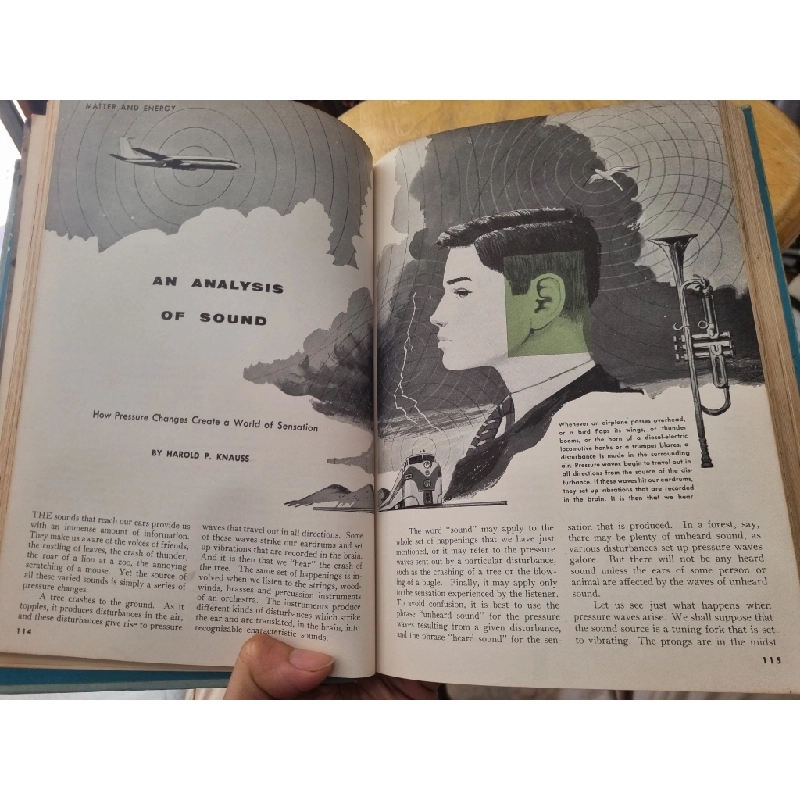 MATTER AND ENERGY
AN ANALYSIS
OF SOUND
How Pressure Changes Create a World of Sensation
BY HAROLD P. KNAUSS
THE sounds that reach our ears provide us
with an immense amount of information.
They make us aware of the voices of friends,
the rustling of leaves, the crash of thunder,
the roar of a lion at a zoo, the annoying
scratching of a mouse. Yet the source of
all these varied sounds is simply a series of
pressure changes.
A tree crashes to the ground. As it
topples, it produces disturbances in the air,
and these disturbances give rise to pressure
114
waves that travel out in all directions. Some
of these waves strike our eardrums and set
up vibrations that are recorded in the brain.
And it is then that we "hear" the crash of
the tree. The same set of happenings is in-
volved when we listen to the strings, wood-
winds, brasses and percussion instruments
of an orchestra. The instruments produce
different kinds of disturbances which strike
the ear and are translated, in the brain, into
recognizable characteristic sounds.
Whenever an airplane passes overhead,
or a bird flaps its wings, or thunder
booms, or the horn of a diesel-electric
locomotive honks or a trumpet blares, a
disturbance is made in the surrounding
air. Pressure waves begin to travel out in
all directions from the source of the dis-
turbance. If these waves hit our eardrums,
they set up vibrations that are recorded
in the brain. It is then that we hear
The word "sound" may apply to the
whole set of happenings that we have just
mentioned, or it may refer to the pressure
waves sent out by a particular disturbance,
such as the crashing of a tree or the blow-
ing of a bugle. Finally, it may apply only
to the sensation experienced by the listener.
To avoid confusion, it is best to use the
phrase "unheard sound" for the pressure
waves resulting from a given disturbance,
and the phrase "heard sound" for the sen-
sation that is produced. In a forest, say,
there may be plenty of unheard sound, as
various disturbances set up pressure waves
galore. But there will not be any heard
sound unless the ears of some person or
animal are affected by the waves of unheard
sound.
Let us see just what happens when
pressure waves arise. We shall suppose that
the sound source is a tuning fork that is set
to vibrating. The prongs are in the midst
115